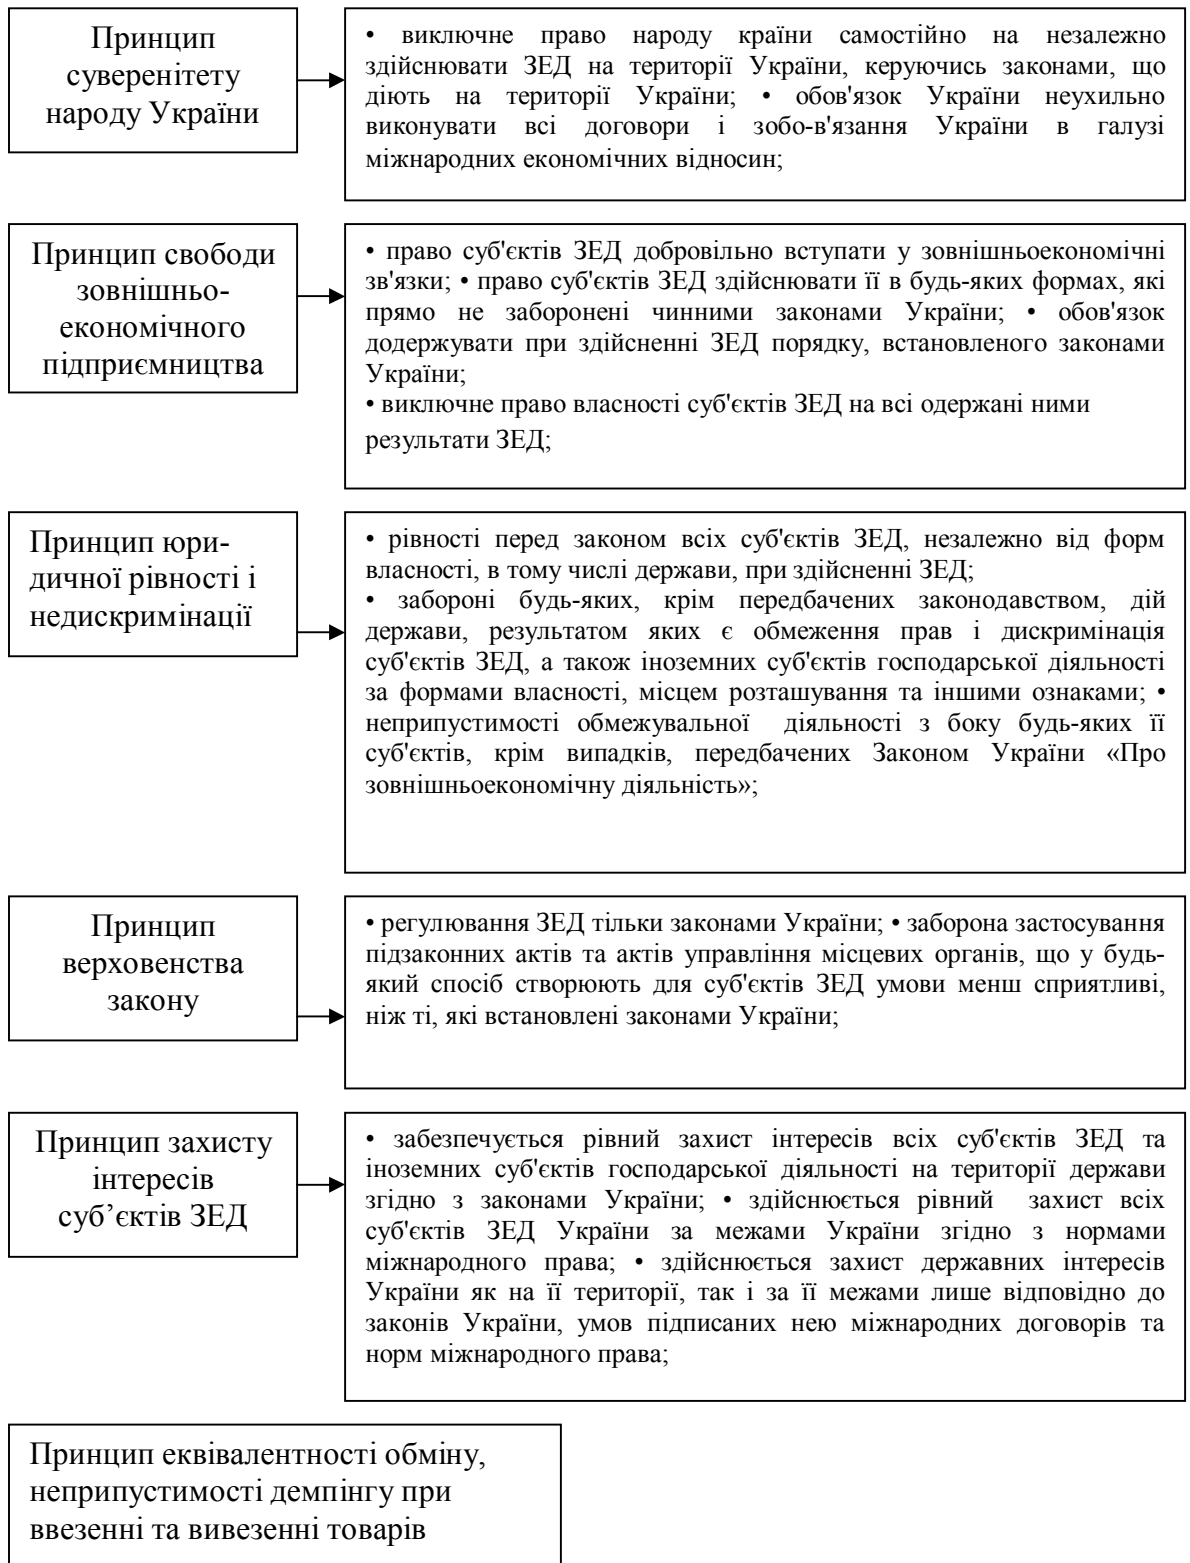 Принцип
суверенітету
народу України
• виключне право народу країни самостійно на незалежно
здійснювати ЗЕД на території України, керуючись законами, що
діють на території України; • обов'язок України неухильно
виконувати всі договори і зобо-в'язання України в галузі
міжнародних економічних відносин;
Принцип свободи
зовнішньо-
економічного
підприємництва
• право суб'єктів ЗЕД добровільно вступати у зовнішньоекономічні
зв'язки; • право суб'єктів ЗЕД здійснювати її в будь-яких формах, які
прямо не заборонені чинними законами України; • обов'язок
додержувати при здійсненні ЗЕД порядку, встановленого законами
України;
• виключне право власності суб'єктів ЗЕД на всі одержані ними
результати ЗЕД;
Принцип юри-
дичної рівності і
недискримінації
• рівності перед законом всіх суб'єктів ЗЕД, незалежно від форм
власності, в тому числі держави, при здійсненні ЗЕД;
• забороні будь-яких, крім передбачених законодавством, дій
держави, результатом яких є обмеження прав і дискримінація
суб'єктів ЗЕД, а також іноземних суб'єктів господарської діяльності
за формами власності, місцем розташування та іншими ознаками; •
неприпустимості обмежувальної діяльності з боку будь-яких її
суб'єктів, крім випадків, передбачених Законом України «Про
зовнішньоекономічну діяльність»;
Принцип
верховенства
закону
• регулювання ЗЕД тільки законами України; • заборона застосування
підзаконних актів та актів управління місцевих органів, що у будь-
який спосіб створюють для суб'єктів ЗЕД умови менш сприятливі,
ніж ті, які встановлені законами України;
Принцип захисту
інтересів
суб’єктів ЗЕД
• забезпечується рівний захист інтересів всіх суб'єктів ЗЕД та
іноземних суб'єктів господарської діяльності на території держави
згідно з законами України; • здійснюється рівний захист всіх
суб'єктів ЗЕД України за межами України згідно з нормами
міжнародного права; • здійснюється захист державних інтересів
України як на її території, так і за її межами лише відповідно до
законів України, умов підписаних нею міжнародних договорів та
норм міжнародного права;
Принцип еквівалентності обміну,
неприпустимості демпінгу при
ввезенні та вивезенні товарів